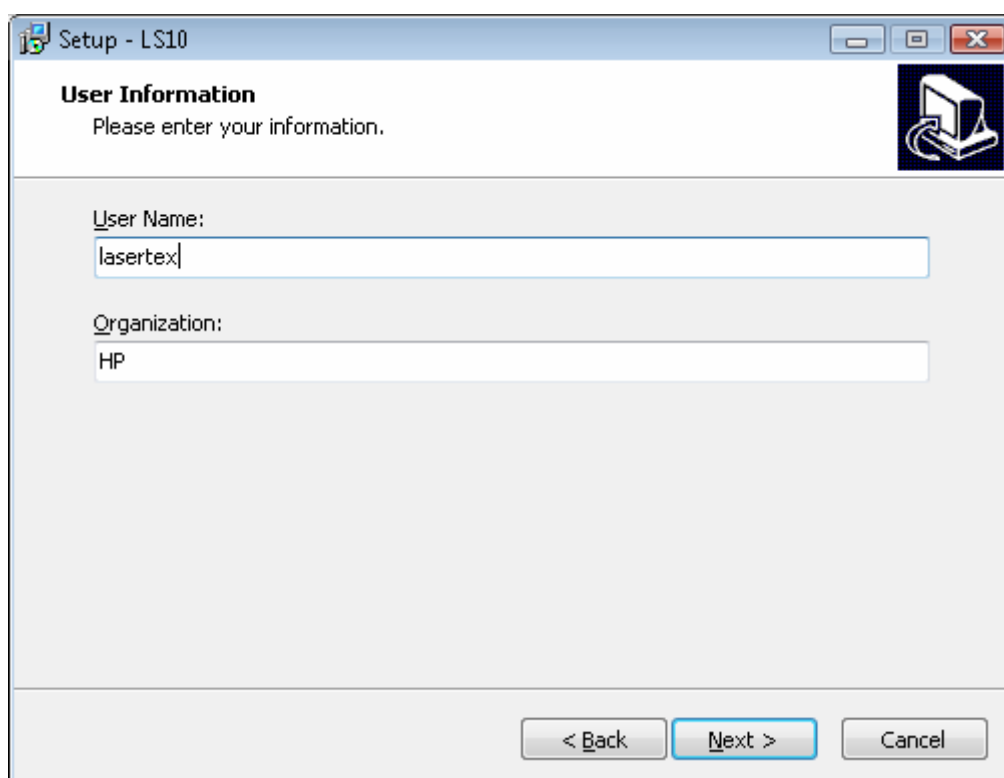 Setup - LS10
User Information
Please enter your information.
User Name:
lasertex
Organization:
HP
< Back
Next >
Cancel